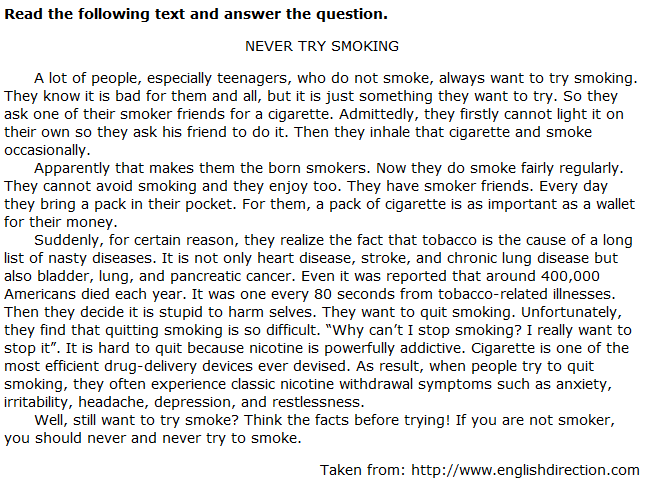 Read the following text and answer the question.
NEVER TRY SMOKING
A lot of people, especially teenagers, who do not smoke, always want to try smoking.
They know it is bad for them and all, but it is just something they want to try. So they
ask one of their smoker friends for a cigarette. Admittedly, they firstly cannot light it on
their own so they ask his friend to do it. Then they inhale that cigarette and smoke
occasionally.
Apparently that makes them the born smokers. Now they do smoke fairly regularly.
They cannot avoid smoking and they enjoy too. They have smoker friends. Every day
they bring a pack in their pocket. For them, a pack of cigarette is as important as a wallet
for their money.
Suddenly, for certain reason, they realize the fact that tobacco is the cause of a long
list of nasty diseases. It is not only heart disease, stroke, and chronic lung disease but
also bladder, lung, and pancreatic cancer. Even it was reported that around 400,000
Americans died each year. It was one every 80 seconds from tobacco-related illnesses.
Then they decide it is stupid to harm selves. They want to quit smoking. Unfortunately,
they find that quitting smoking is so difficult. “Why can’t I stop smoking? I really want to
stop it”. It is hard to quit because nicotine is powerfully addictive. Cigarette is one of the
most efficient drug-delivery devices ever devised. As result, when people try to quit
smoking, they often experience classic nicotine withdrawal symptoms such as anxiety,
irritability, headache, depression, and restlessness.
Well, still want to try smoke? Think the facts before trying! If you are not smoker,
you should never and never try to smoke.
Taken from: http://www.englishdirection.com